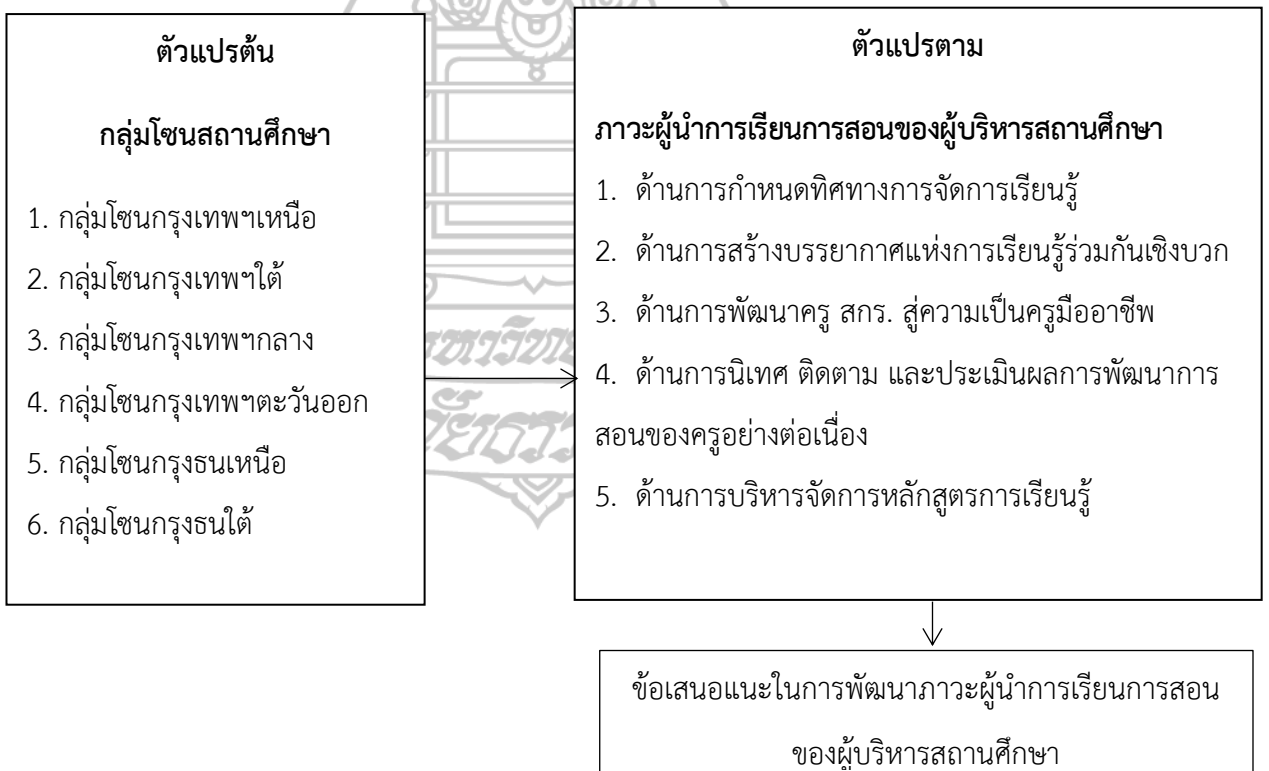 ตัวแปรต้น
กลุ่มโซนสถานศึกษา
1. กลุ่มโซนกรุงเทพฯเหนือ
2. กลุ่มโซนกรุงเทพฯใต้
3. กลุ่มโซนกรุงเทพฯกลาง
4. กลุ่มโซนกรุงเทพฯตะวันออก
5. กลุ่มโซนกรุงธนเหนือ
6. กลุ่มโซนกรุงธนใต้
ตัวแปรตาม
ภาวะผู้นำการเรียนการสอนของผู้บริหารสถานศึกษา
1. ด้านการกำหนดทิศทางการจัดการเรียนรู้
2. ด้านการสร้างบรรยากาศแห่งการเรียนรู้ร่วมกันเชิงบวก
3. ด้านการพัฒนาครู สกร. สู่ความเป็นครูมืออาชีพ
4. ด้านการนิเทศ ติดตาม และประเมินผลการพัฒนาการ
สอนของครูอย่างต่อเนื่อง
5. ด้านการบริหารจัดการหลักสูตรการเรียนรู้
ข้อเสนอแนะในการพัฒนาภาวะผู้นำการเรียนการสอน
ของผู้บริหารสถานศึกษา